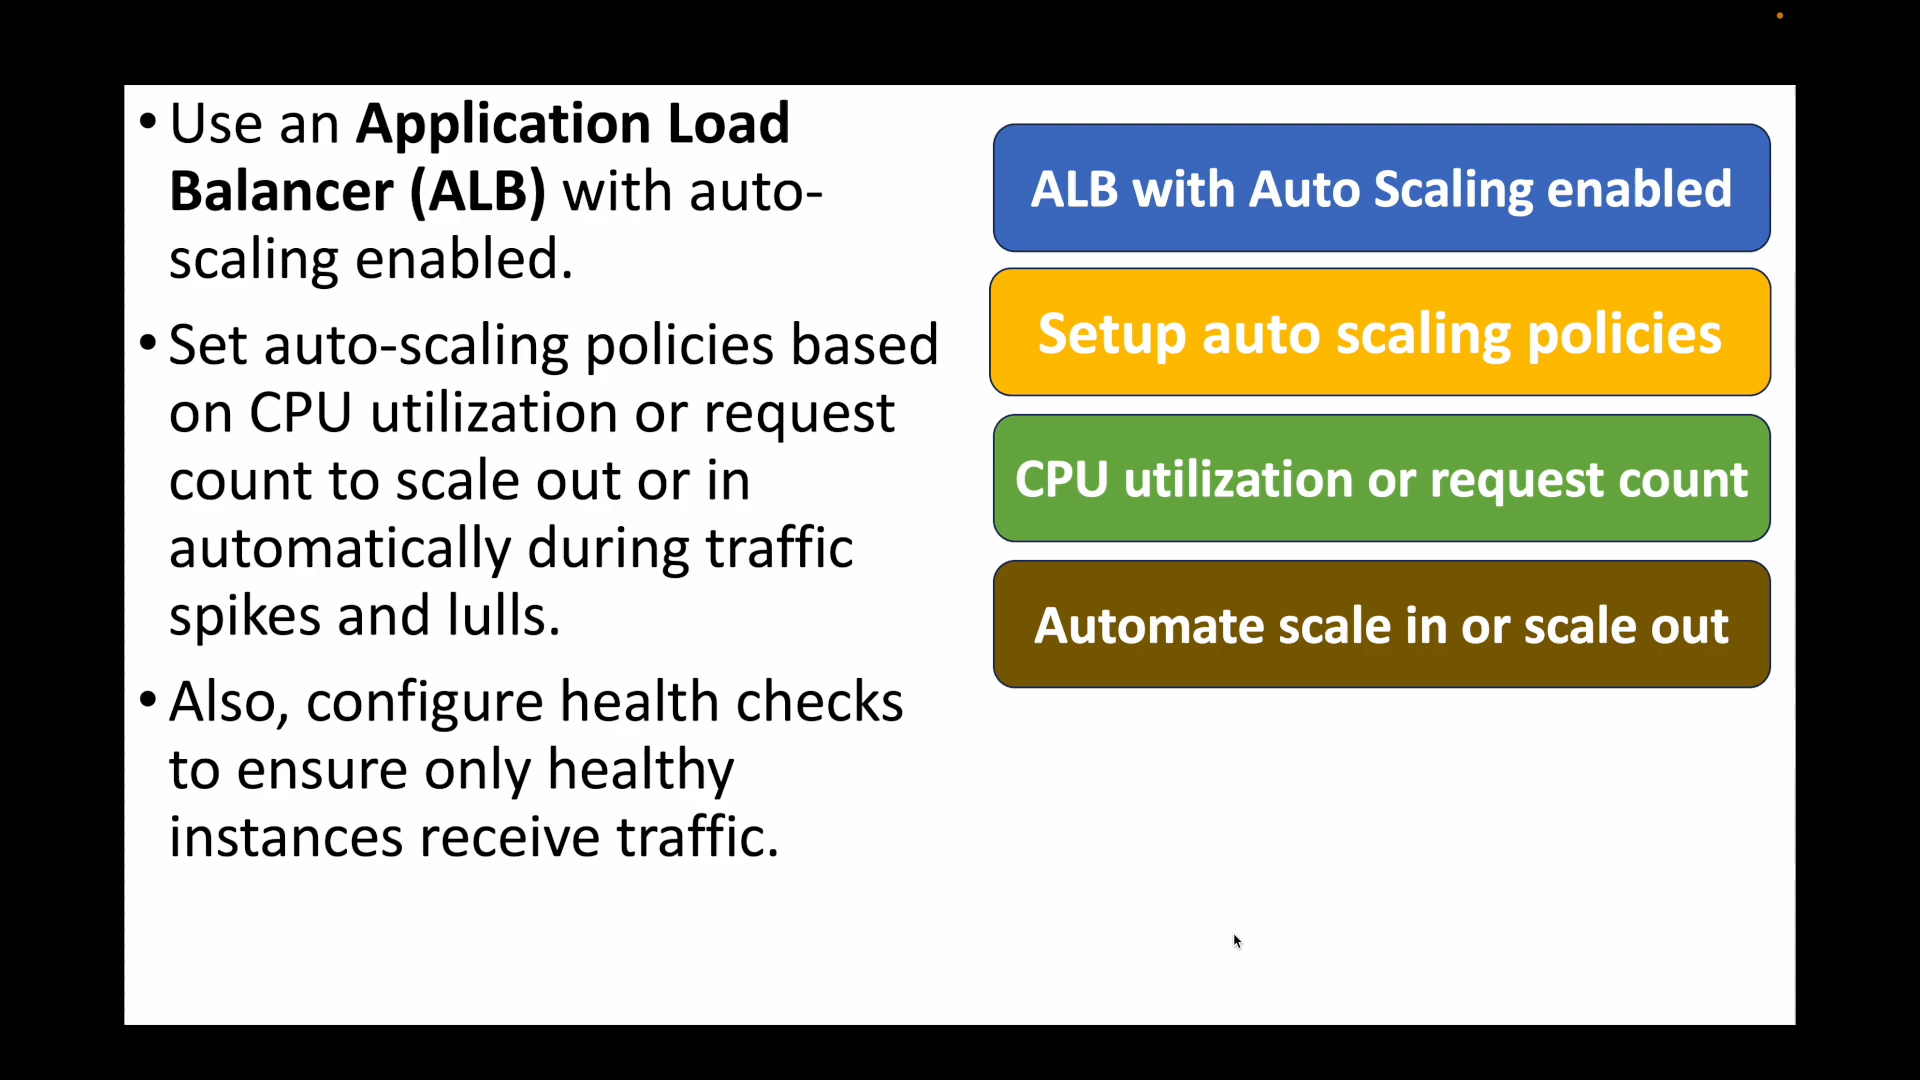 • Use an Application Load
Balancer (ALB) with auto-
scaling enabled.
• Set auto-scaling policies based
on CPU utilization or request
count to scale out or in
automatically during traffic
spikes and lulls.
• Also, configure health checks
to ensure only healthy
instances receive traffic.
ALB with Auto Scaling enabled
Setup auto scaling policies
CPU utilization or request count
Automate scale in or scale out